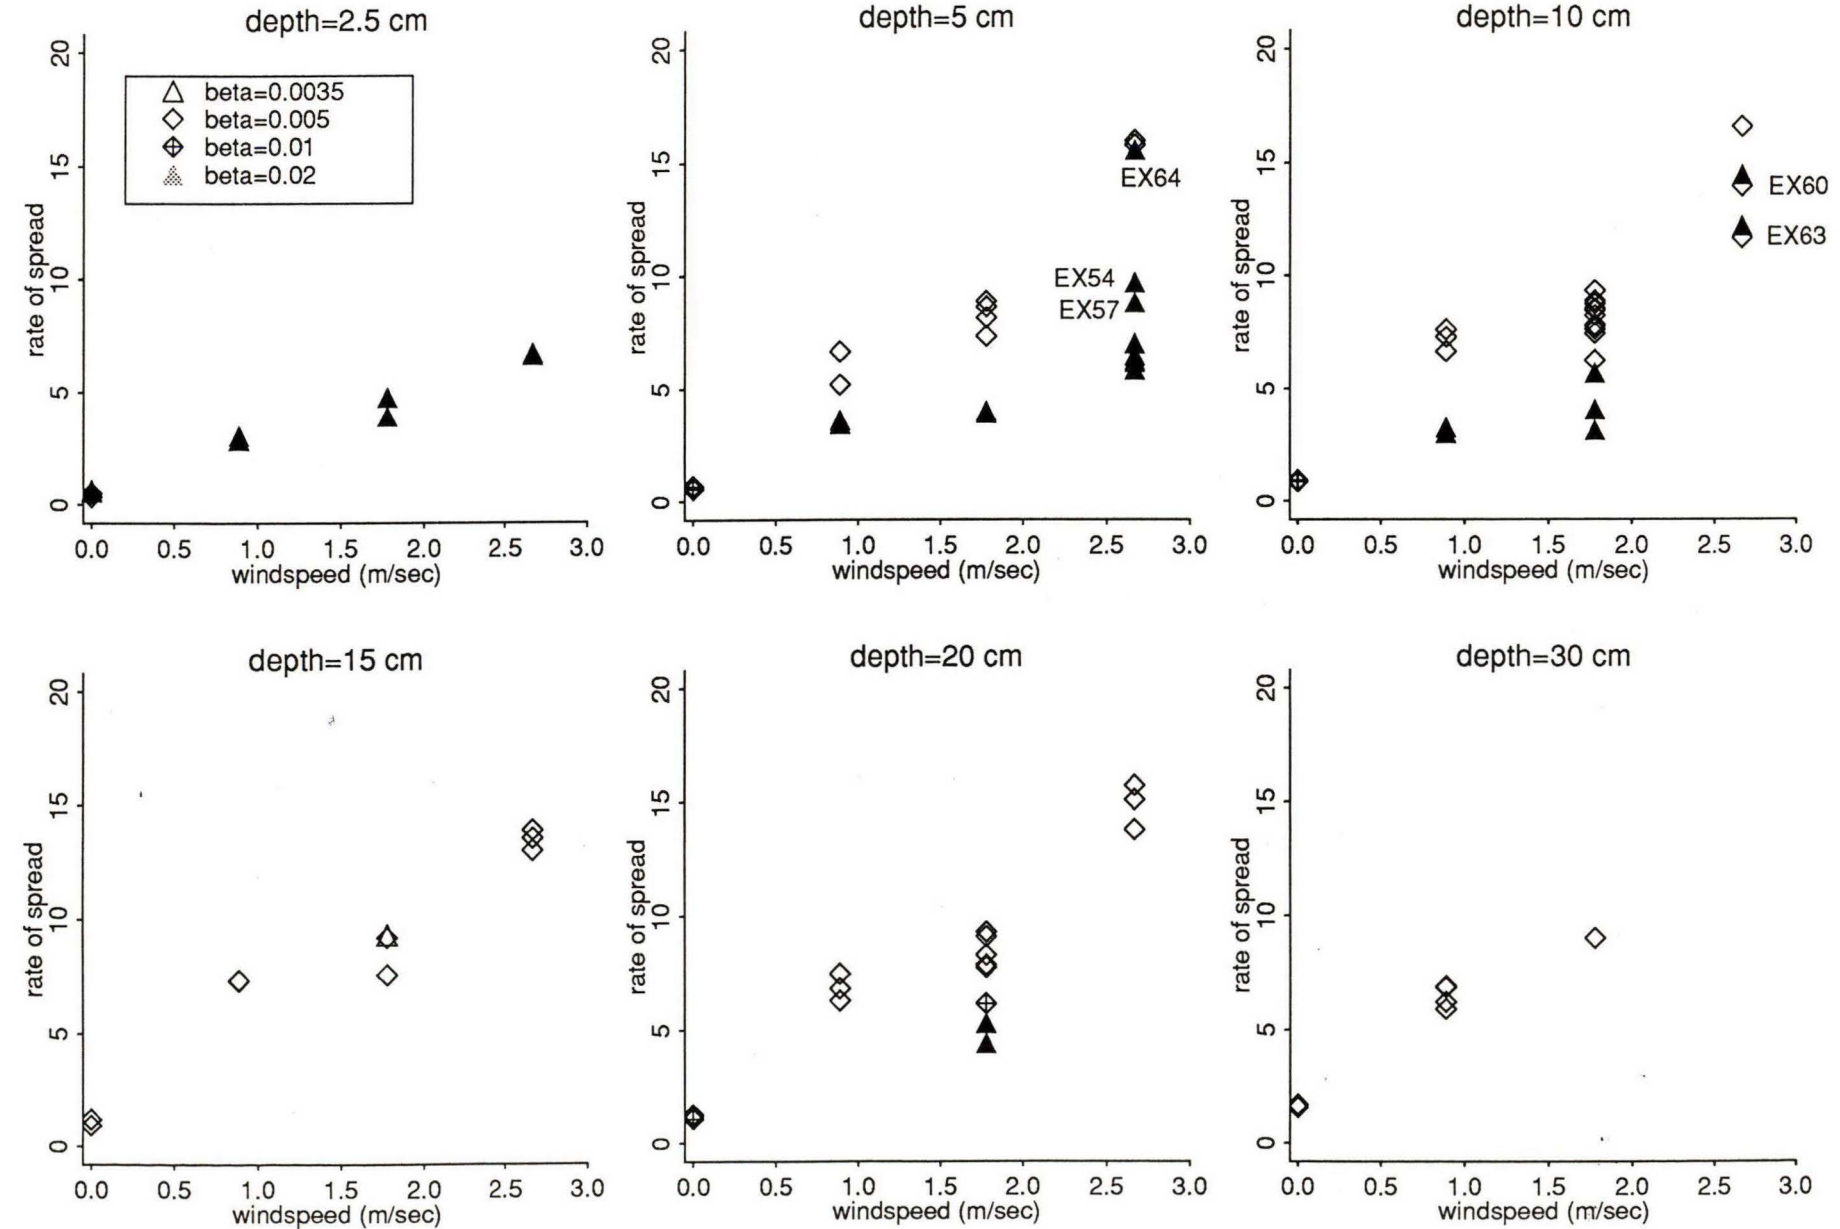 depth=2.5 cm
20
15
10
5
0
rate of spread
beta=0.0035
beta=0.005
beta=0.01
beta=0.02
0.0 0.5 1.0 1.5 2.0 2.5 3.0
windspeed (m/sec)
depth=5 cm
20
15
10
5
0
rate of spread
EX64
EX54
EX57
0.0 0.5 1.0 1.5 2.0 2.5 3.0
windspeed (m/sec)
depth=10 cm
20
15
10
5
0
rate of spread
EX60
EX63
0.0 0.5 1.0 1.5 2.0 2.5 3.0
windspeed (m/sec)
depth=15 cm
20
15
10
5
0
rate of spread
0.0 0.5 1.0 1.5 2.0 2.5 3.0
windspeed (m/sec)
depth=20 cm
20
15
10
5
0
rate of spread
0.0 0.5 1.0 1.5 2.0 2.5 3.0
windspeed (m/sec)
depth=30 cm
20
15
10
5
0
rate of spread
0.0 0.5 1.0 1.5 2.0 2.5 3.0
windspeed (m/sec)